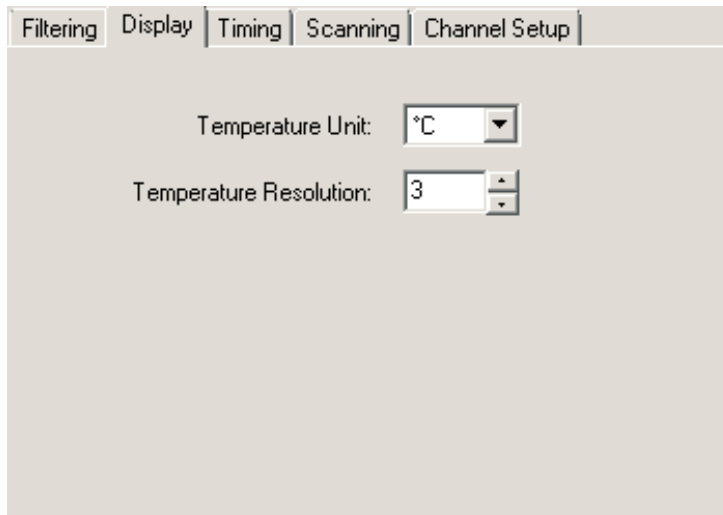 Filtering Display Timing Scanning Channel Setup
Temperature Unit: °C
Temperature Resolution: 3